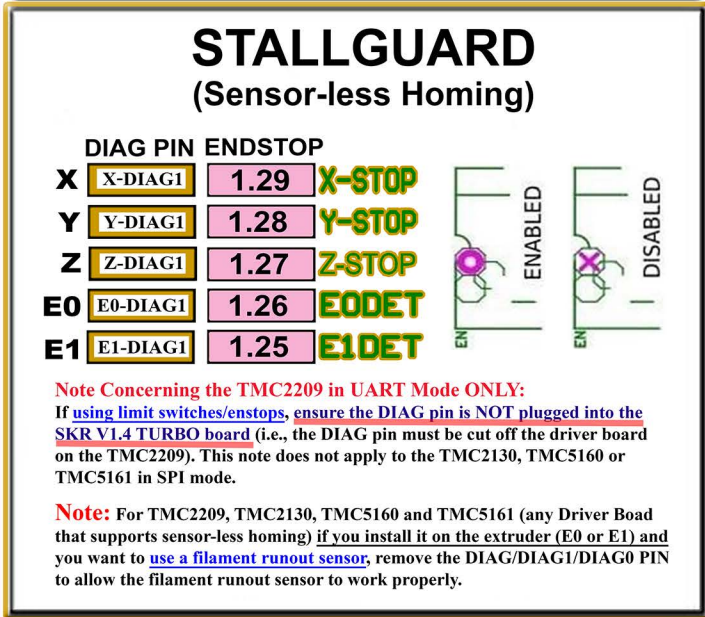 STALLGUARD
(Sensor-less Homing)
DIAG PIN ENDSTOP
X X-DIAG1 1.29 X-STOP
Y Y-DIAG1 1.28 Y-STOP
Z Z-DIAG1 1.27 Z-STOP
E0 E0-DIAG1 1.26 E0DET
E1 E1-DIAG1 1.25 E1DET
EN ENABLED
EN DISABLED
Note Concerning the TMC2209 in UART Mode ONLY:
If using limit switches/enstops, ensure the DIAG pin is NOT plugged into the
SKR V1.4 TURBO board (i.e., the DIAG pin must be cut off the driver board
on the TMC2209). This note does not apply to the TMC2130, TMC5160 or
TMC5161 in SPI mode.
Note: For TMC2209, TMC2130, TMC5160 and TMC5161 (any Driver Boad
that supports sensor-less homing) if you install it on the extruder (E0 or E1) and
you want to use a filament runout sensor, remove the DIAG/DIAG1/DIAG0 PIN
to allow the filament runout sensor to work properly.